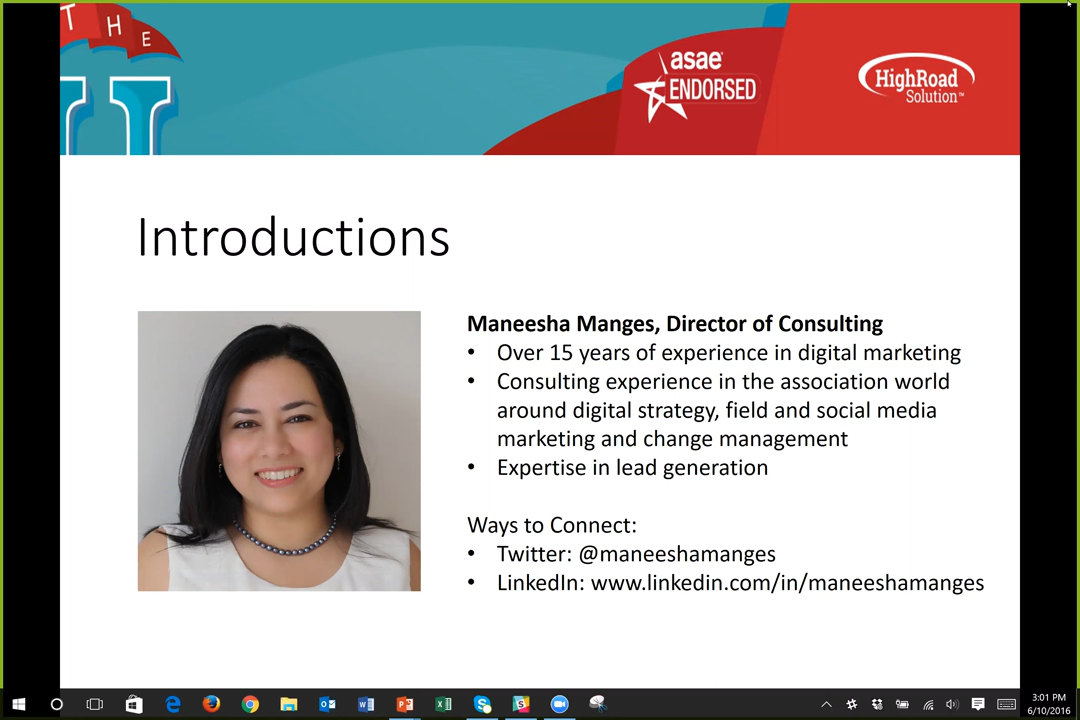 THE
U
asae
ENDORSED
HighRoad
Solution™
Introductions
Maneesha Manges, Director of Consulting
• Over 15 years of experience in digital marketing
• Consulting experience in the association world
around digital strategy, field and social media
marketing and change management
• Expertise in lead generation
Ways to Connect:
• Twitter: @maneeshamanges
• LinkedIn: www.linkedin.com/in/maneeshamanges
3:01 PM
6/10/2016